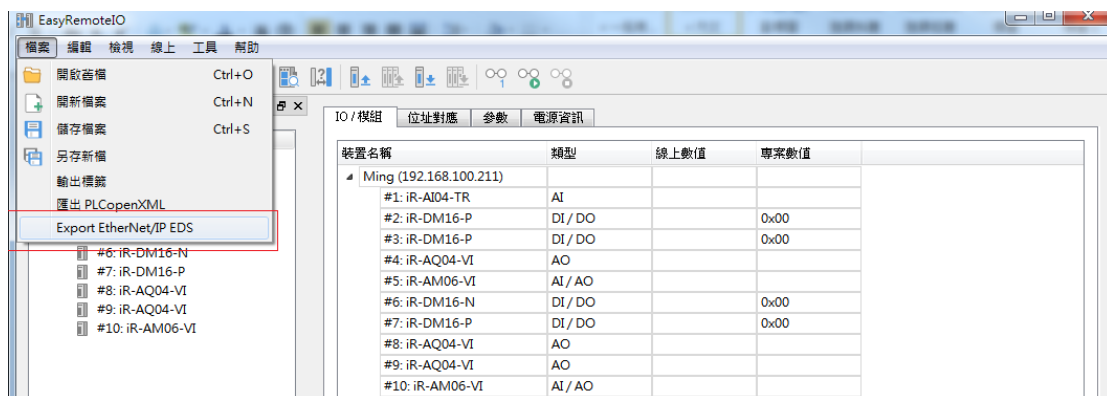 EasyRemoteIO
檔案 編輯 檢視 線上 工具 幫助
開啟舊檔 Ctrl+O
開新檔案 Ctrl+N
儲存檔案 Ctrl+S
另存新檔
輸出標籤
匯出 PLCopenXML
Export EtherNet/IP EDS
#6: iR-DM16-N
#7: iR-DM16-P
#8: iR-AQ04-VI
#9: iR-AQ04-VI
#10: iR-AM06-VI
IO / 模組 位址對應 參數 電源資訊
裝置名稱 類型 線上數值 專案數值
Ming (192.168.100.211)
#1: iR-AI04-TR AI
#2: iR-DM16-P DI / DO 0x00
#3: iR-DM16-P DI / DO 0x00
#4: iR-AQ04-VI AO
#5: iR-AM06-VI AI / AO
#6: iR-DM16-N DI / DO 0x00
#7: iR-DM16-P DI / DO 0x00
#8: iR-AQ04-VI AO
#9: iR-AQ04-VI AO
#10: iR-AM06-VI AI / AO